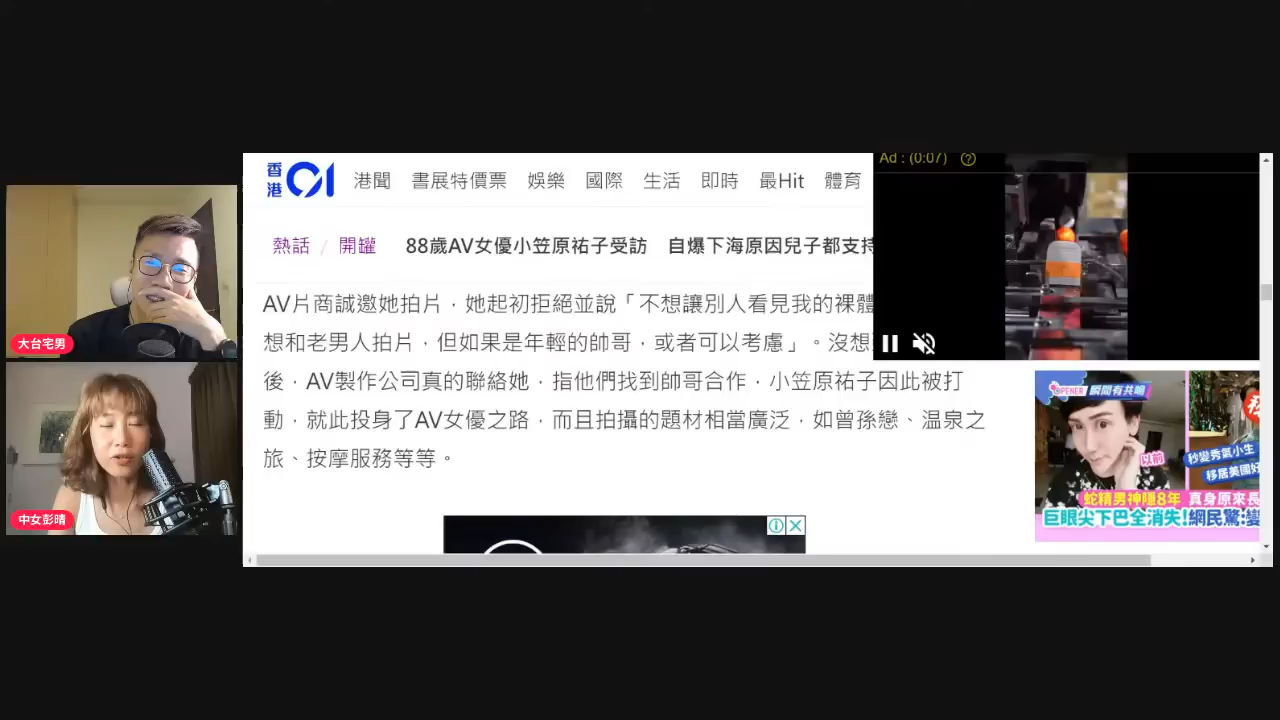 Ad : (0:07)
香港01
港聞 書展特價票 娛樂 國際 生活 即時 最Hit 體育
熱話 / 開罐 88歲AV女優小笠原祐子受訪 自爆下海原因兒子都支持
AV片商誠邀她拍片，她起初拒絕並說「不想讓別人看見我的裸體
想和老男人拍片，但如果是年輕的帥哥，或者可以考慮」。沒想
後，AV製作公司真的聯絡她，指他們找到帥哥合作，小笠原祐子因此被打
動，就此投身了AV女優之路，而且拍攝的題材相當廣泛，如曾孫戀、温泉之
旅、按摩服務等等。
大台宅男
中女彭晴
OPENER 瞬間有共鳴
以前
秒變秀氣小生
移居美國好
蛇精男神隱8年 真身原來長
巨眼尖下巴全消失!網民驚:變